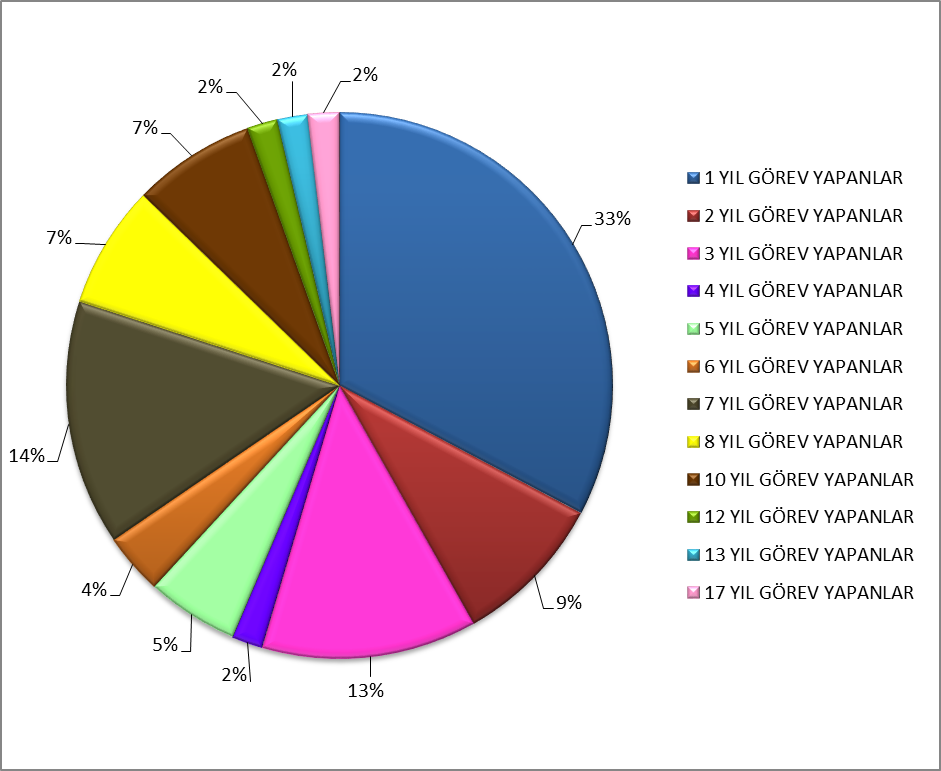 2%
2%
2%
7%
33%
7%
14%
4%
5%
2%
13%
9%
1 YIL GÖREV YAPANLAR
2 YIL GÖREV YAPANLAR
3 YIL GÖREV YAPANLAR
4 YIL GÖREV YAPANLAR
5 YIL GÖREV YAPANLAR
6 YIL GÖREV YAPANLAR
7 YIL GÖREV YAPANLAR
8 YIL GÖREV YAPANLAR
10 YIL GÖREV YAPANLAR
12 YIL GÖREV YAPANLAR
13 YIL GÖREV YAPANLAR
17 YIL GÖREV YAPANLAR